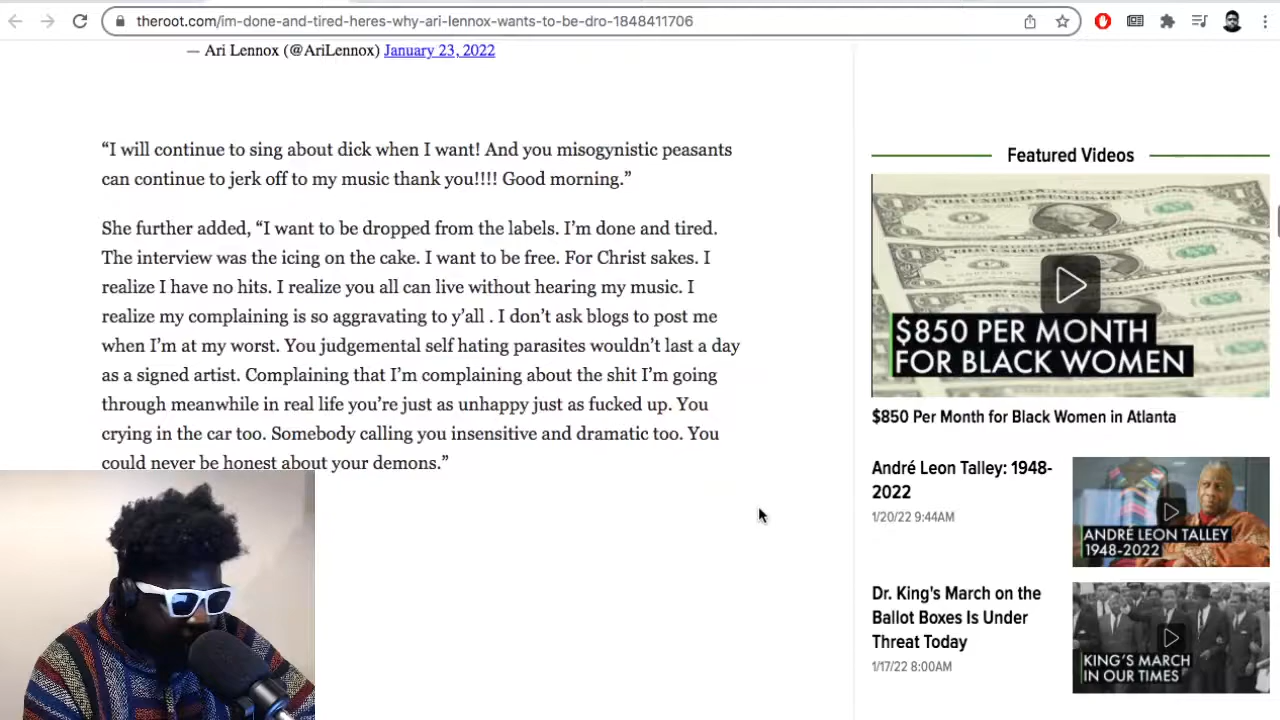 theroot.com/im-done-and-tired-heres-why-ari-lennox-wants-to-be-dro-1848411706
— Ari Lennox (@AriLennox) January 23, 2022
“I will continue to sing about dick when I want! And you misogynistic peasants
can continue to jerk off to my music thank you!!!! Good morning.”
She further added, “I want to be dropped from the labels. I’m done and tired.
The interview was the icing on the cake. I want to be free. For Christ sakes. I
realize I have no hits. I realize you all can live without hearing my music. I
realize my complaining is so aggravating to y’all . I don’t ask blogs to post me
when I’m at my worst. You judgemental self hating parasites wouldn’t last a day
as a signed artist. Complaining that I’m complaining about the shit I’m going
through meanwhile in real life you’re just as unhappy just as fucked up. You
crying in the car too. Somebody calling you insensitive and dramatic too. You
could never be honest about your demons.”
Featured Videos
$850 PER MONTH
FOR BLACK WOMEN
$850 Per Month for Black Women in Atlanta
André Leon Talley: 1948-
2022
1/20/22 9:44AM
ANDRÉ LEON TALLEY
1948-2022
Dr. King's March on the
Ballot Boxes Is Under
Threat Today
1/17/22 8:00AM
KING'S MARCH
IN OUR TIMES